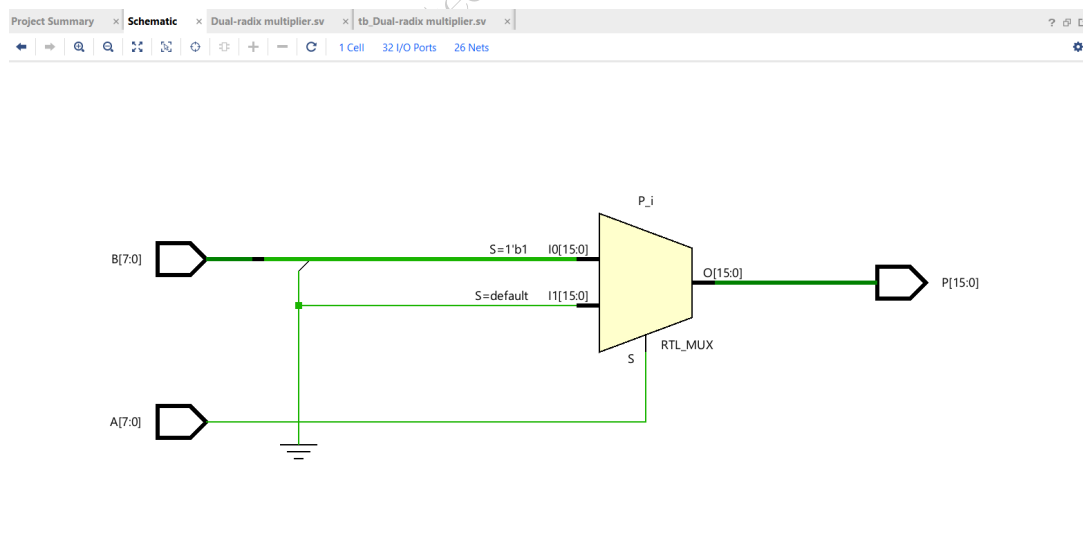 Project Summary × Schematic × Dual-radix multiplier.sv × tb_Dual-radix multiplier.sv ×
?
1 Cell 32 I/O Ports 26 Nets
P_i
B[7:0] S=1'b1 I0[15:0]
O[15:0] P[15:0]
S=default I1[15:0]
RTL_MUX
S
A[7:0]